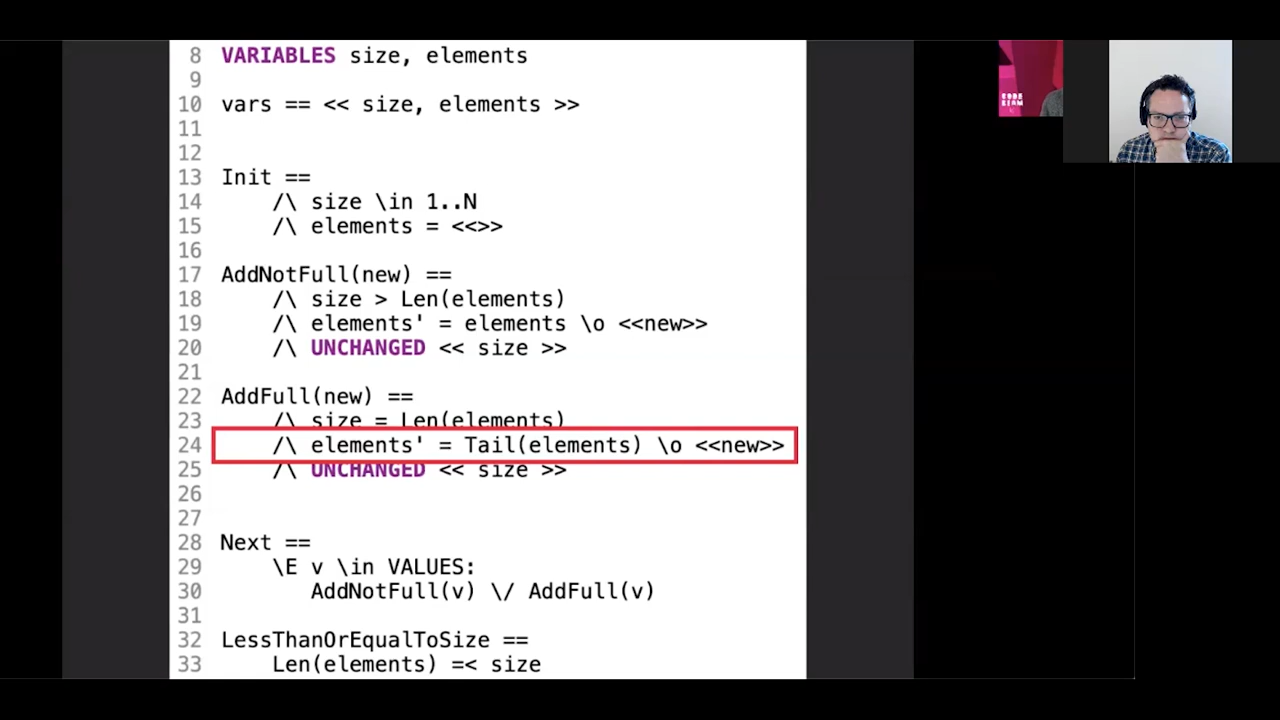 8 VARIABLES size, elements
9
10 vars == << size, elements >>
11
12
13 Init ==
14 /\ size \in 1..N
15 /\ elements = <<>>
16
17 AddNotFull(new) ==
18 /\ size > Len(elements)
19 /\ elements' = elements \o <<new>>
20 /\ UNCHANGED << size >>
21
22 AddFull(new) ==
23 /\ size = Len(elements)
24 /\ elements' = Tail(elements) \o <<new>>
25 /\ UNCHANGED << size >>
26
27
28 Next ==
29 \E v \in VALUES:
30 AddNotFull(v) \/ AddFull(v)
31
32 LessThanOrEqualToSize ==
33 Len(elements) =< size
CODE
BEAM